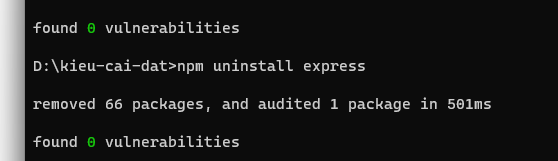 found 0 vulnerabilities
D:\kieu-cai-dat>npm uninstall express
removed 66 packages, and audited 1 package in 501ms
found 0 vulnerabilities